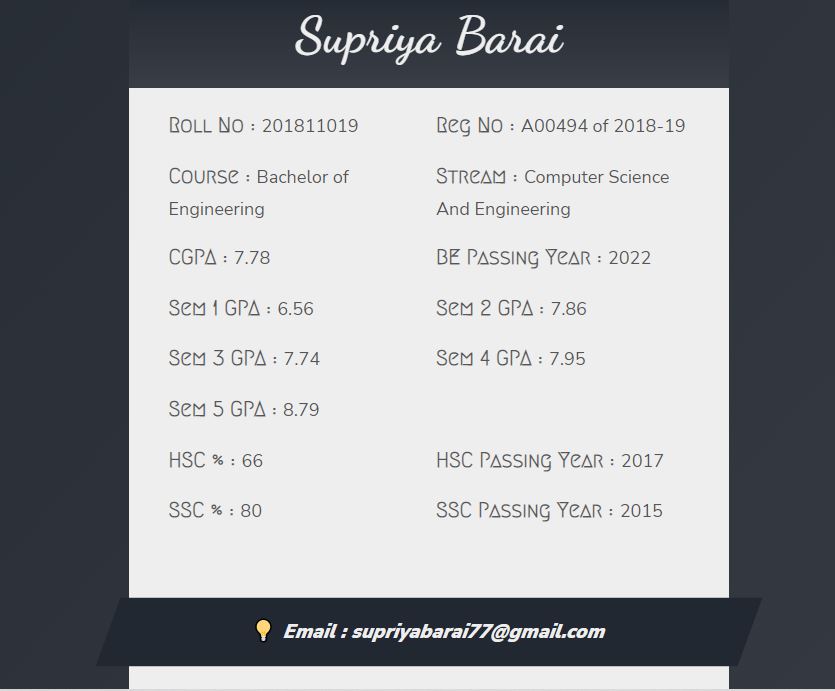 Supriya Barai
Roll No : 201811019
Reg No : A00494 of 2018-19
Course : Bachelor of
Engineering
Stream : Computer Science
And Engineering
CGPA : 7.78
BE Passing Year : 2022
Sem 1 GPA : 6.56
Sem 2 GPA : 7.86
Sem 3 GPA : 7.74
Sem 4 GPA : 7.95
Sem 5 GPA : 8.79
HSC % : 66
HSC Passing Year : 2017
SSC % : 80
SSC Passing Year : 2015
Email : supriyabarai77@gmail.com